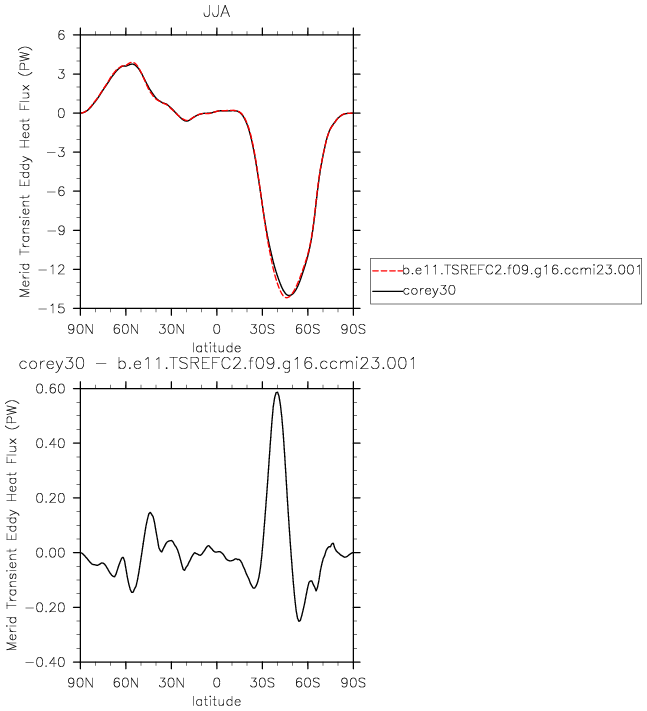 JJA
Merid Transient Eddy Heat Flux (PW)
6
3
0
−3
−6
−9
−12
−15
90N 60N 30N 0 30S 60S 90S
latitude
b.e11.TSREFC2.f09.g16.ccmi23.001
corey30
corey30 − b.e11.TSREFC2.f09.g16.ccmi23.001
Merid Transient Eddy Heat Flux (PW)
0.60
0.40
0.20
0.00
−0.20
−0.40
90N 60N 30N 0 30S 60S 90S
latitude